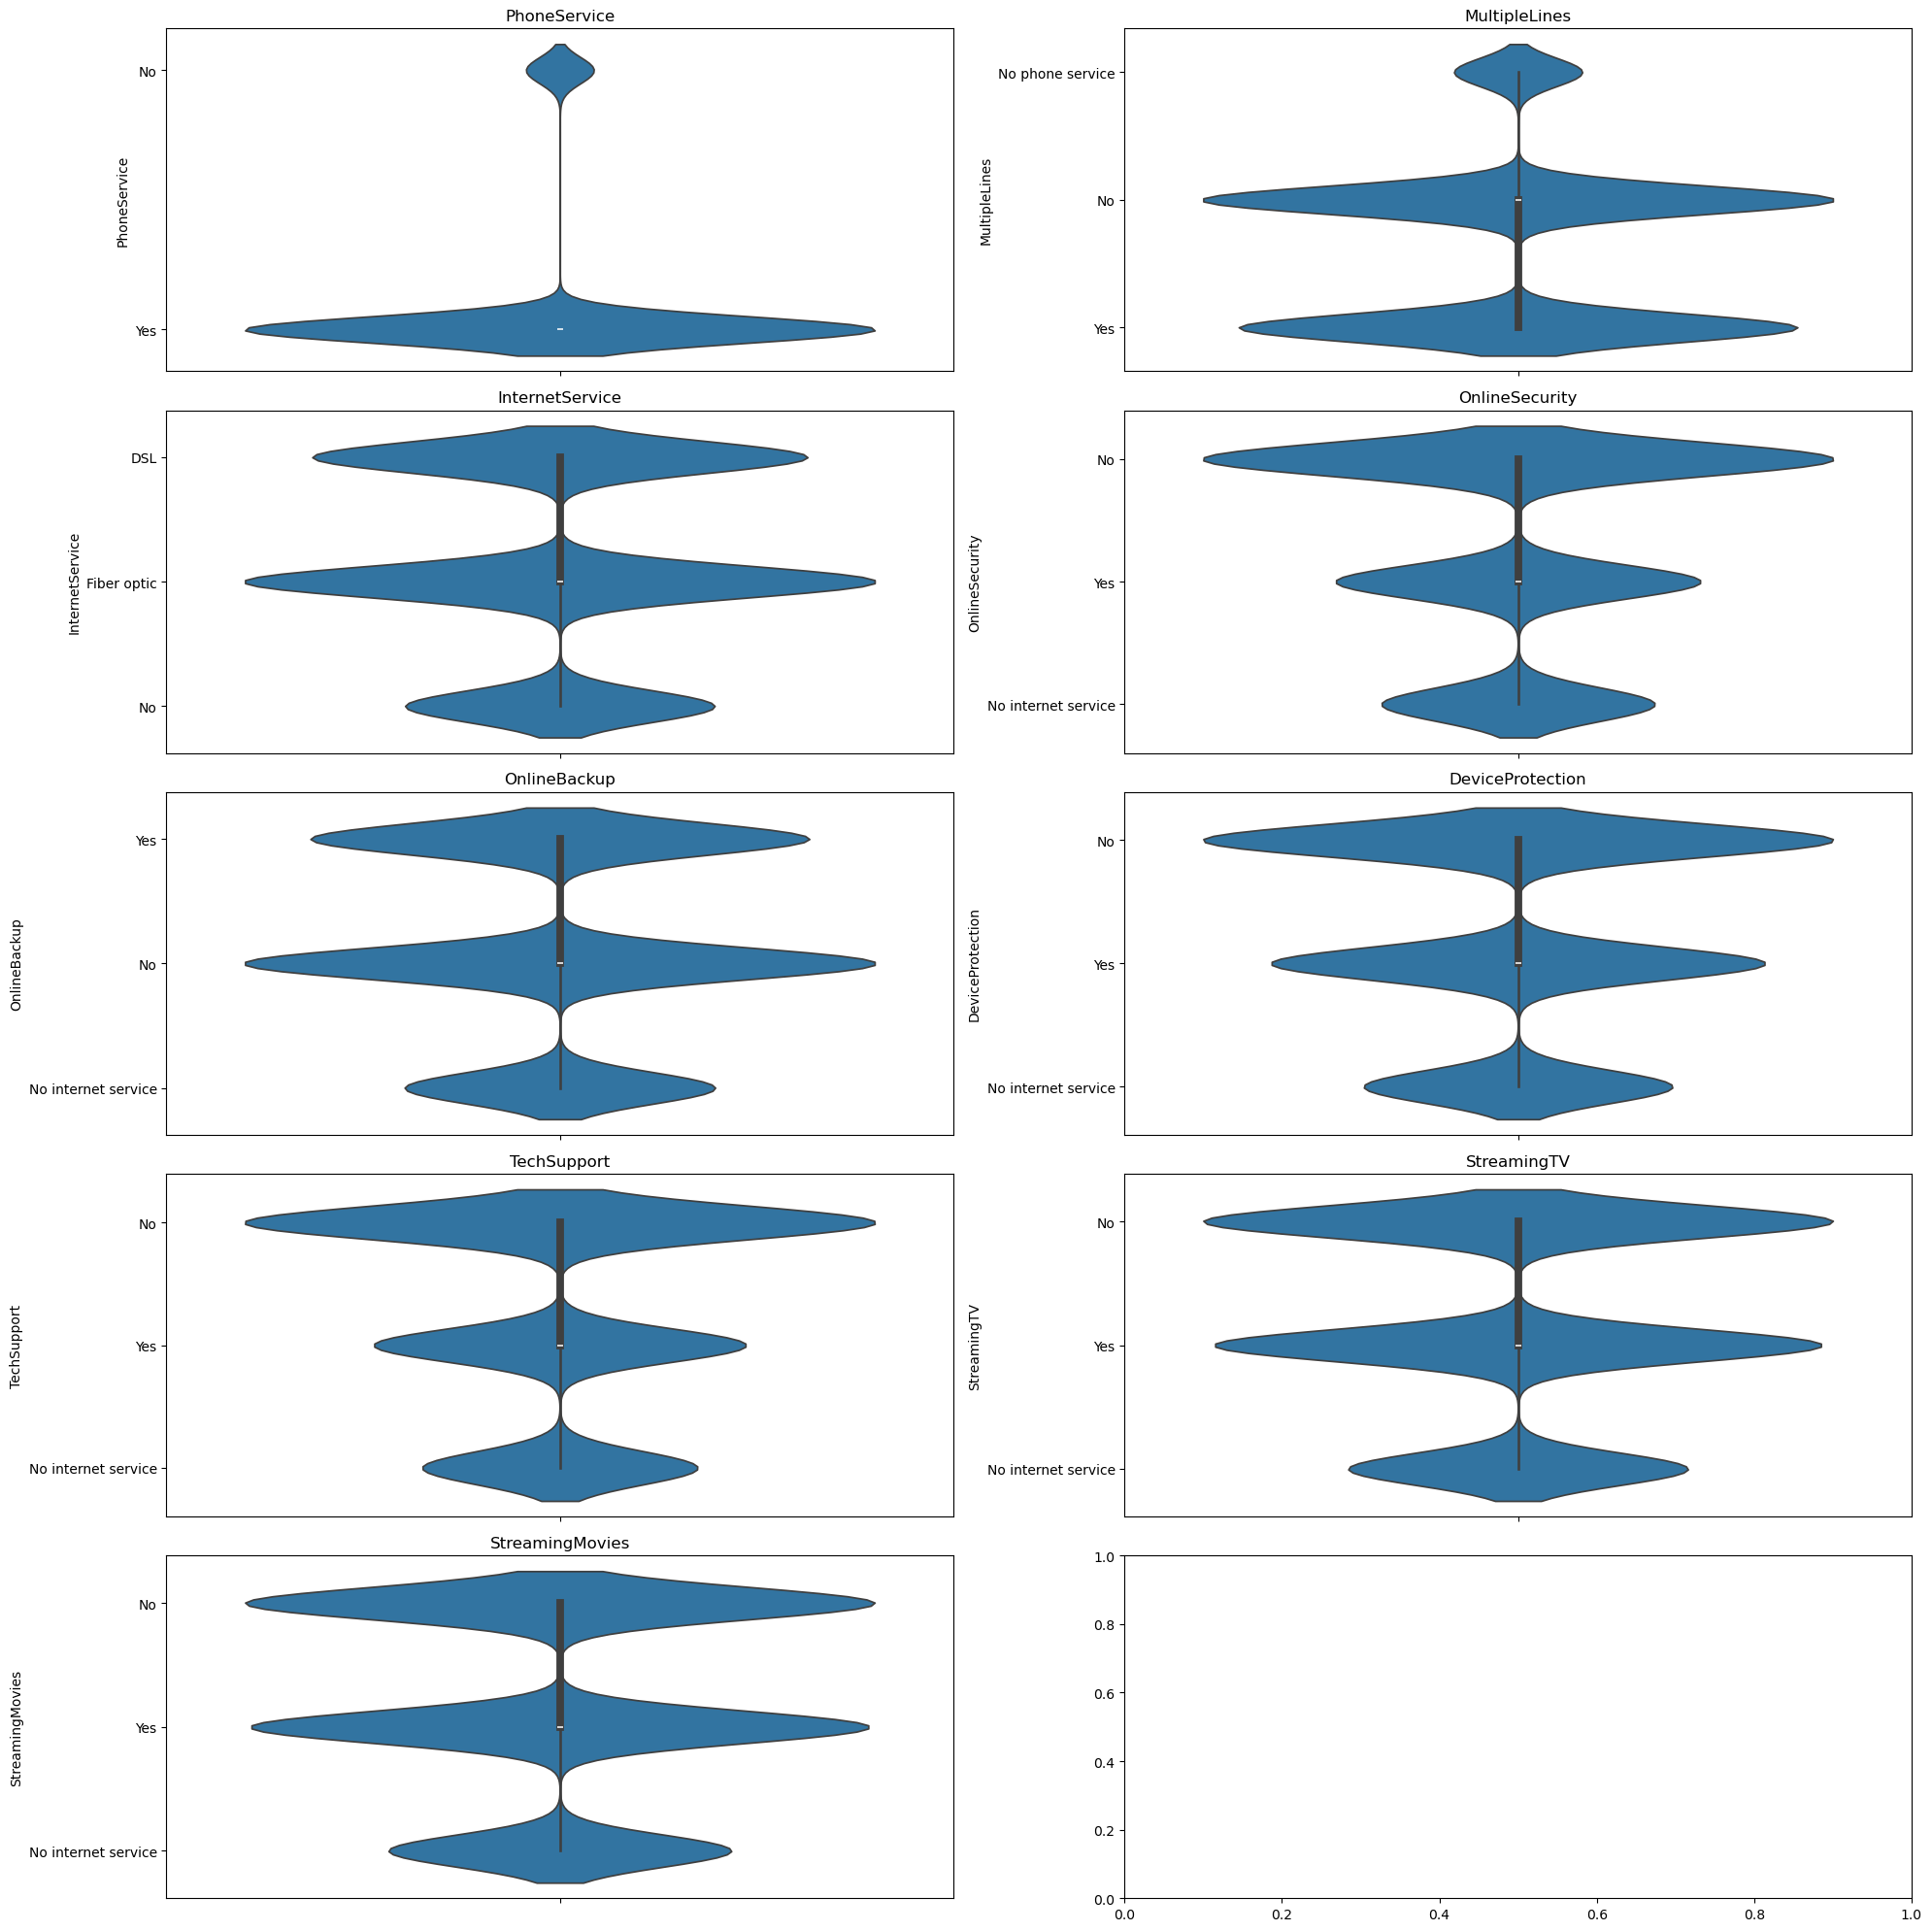 PhoneService
No
PhoneService
Yes
MultipleLines
No phone service
MultipleLines
No
Yes
InternetService
DSL
InternetService
Fiber optic
No
OnlineSecurity
No
OnlineSecurity
Yes
No internet service
OnlineBackup
Yes
OnlineBackup
No
No internet service
DeviceProtection
No
DeviceProtection
Yes
No internet service
TechSupport
No
TechSupport
Yes
No internet service
StreamingTV
No
StreamingTV
Yes
No internet service
StreamingMovies
No
StreamingMovies
Yes
No internet service
1.0
0.8
0.6
0.4
0.2
0.0
0.0 0.2 0.4 0.6 0.8 1.0